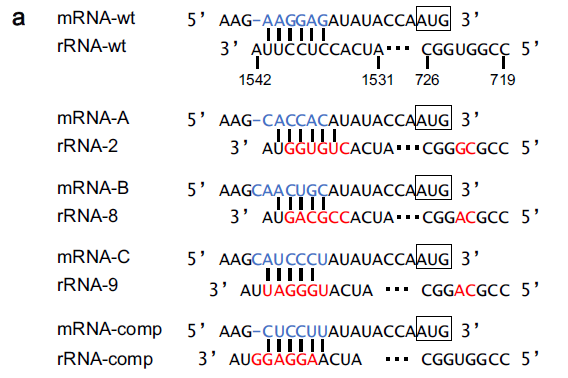 a
mRNA-wt 5’ AAG-AAGGAGAUAUACCAAUG 3’
rRNA-wt 3’ AUUCCUCCACUA▪▪▪ CGGUGGCC 5’
1542 1531 726 719
mRNA-A 5’ AAG-CACCACAUAUACCAAUG 3’
rRNA-2 3’ AUGGUGUCACUA▪▪▪CGGGCGCC 5’
mRNA-B 5’ AAGCAACUGCAUAUACCAAUG 3’
rRNA-8 3’ AUGACGCCACUA▪▪▪CGGACGCC 5’
mRNA-C 5’ AAGCAUCCCUAUAUACCAAUG 3’
rRNA-9 3’ AUUAGGGUACUA ▪▪▪ CGGACGCC 5’
mRNA-comp 5’ AAG-CUCCUUAUAUACCAAUG 3’
rRNA-comp 3’ AUGGAGGAACUA ▪▪▪ CGGUGGCC 5’